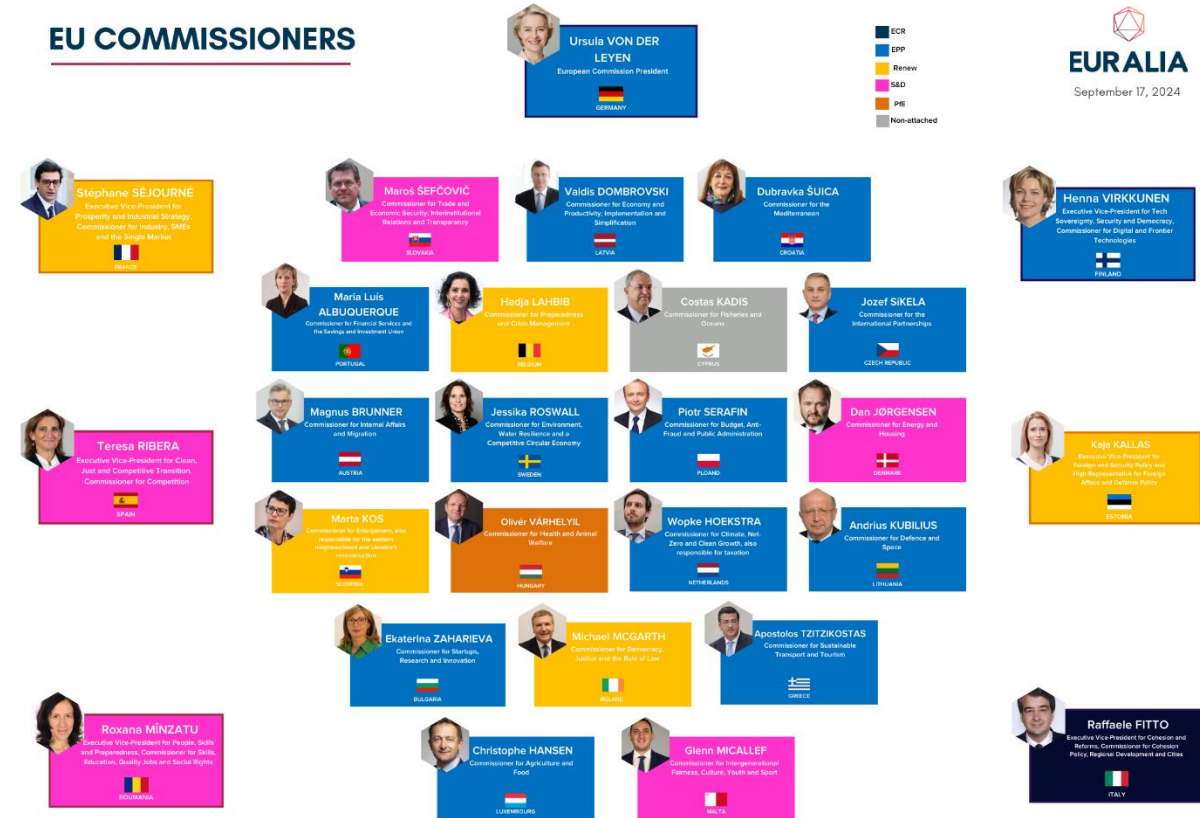 EU COMMISSIONERS
Ursula VON DER
LEYEN
European Commission President
GERMANY
ECR
EPP
Renew
S&D
PfE
Non-attached
EURALIA
September 17, 2024
Stéphane SÉJOURNÉ
Executive Vice-President for
Prosperity and Industrial Strategy,
Commissioner for Industry, SMEs
and the Single Market
FRANCE
Maroš ŠEFČOVIČ
Commissioner for Trade and
Economic Security; Interinstitutional
Relations and Transparency
SLOVAKIA
Valdis DOMBROVSKI
Commissioner for Economy and
Productivity; Implementation and
Simplification
LATVIA
Dubravka ŠUICA
Commissioner for the
Mediterranean
CROATIA
Henna VIRKKUNEN
Executive Vice-President for Tech
Sovereignty, Security and Democracy,
Commissioner for Digital and Frontier
Technologies
FINLAND
Maria Luís
ALBUQUERQUE
Commissioner for Financial Services and
the Savings and Investment Union
PORTUGAL
Hadja LAHBIB
Commissioner for Preparedness
and Crisis Management
BELGIUM
Costas KADIS
Commissioner for Fisheries and
Oceans
CYPRUS
Jozef SíKELA
Commissioner for the
International Partnerships
CZECH REPUBLIC
Magnus BRUNNER
Commissioner for Internal Affairs
and Migration
AUSTRIA
Jessika ROSWALL
Commissioner for Environment,
Water Resilience and a
Competitive Circular Economy
SWEDEN
Piotr SERAFIN
Commissioner for Budget, Anti-
Fraud and Public Administration
PLOAND
Dan JØRGENSEN
Commissioner for Energy and
Housing
DENMARK
Teresa RIBERA
Executive Vice-President for Clean,
Just and Competitive Transition,
Commissioner for Competition
SPAIN
Kaja KALLAS
Executive Vice-President for
Foreign and Security Policy and
High Representative for Foreign
Affairs and Defence Policy
ESTONIA
Marta KOS
Commissioner for Enlargement, also
responsible for the eastern
neighbourhood and Ukraine's
reconstruction
SLOVENIA
Olivér VÁRHELYIL
Commissioner for Health and Animal
Welfare
HUNGARY
Wopke HOEKSTRA
Commissioner for Climate, Net-
Zero and Clean Growth, also
responsible for taxation
NETHERLANDS
Andrius KUBILIUS
Commissioner for Defence and
Space
LITHUANIA
Ekaterina ZAHARIEVA
Commissioner for Startups,
Research and Innovation
BULGARIA
Michael MCGARTH
Commissioner for Democracy,
Justice and the Rule of Law
IRELAND
Apostolos TZITZIKOSTAS
Commissioner for Sustainable
Transport and Tourism
GREECE
Roxana MÎNZATU
Executive Vice-President for People, Skills
and Preparedness, Commissioner for Skills,
Education, Quality Jobs and Social Rights
ROUMANIA
Christophe HANSEN
Commissioner for Agriculture and
Food
LUXEMBOURG
Glenn MICALLEF
Commissioner for Intergenerational
Fairness, Culture, Youth and Sport
MALTA
Raffaele FITTO
Executive Vice-President for Cohesion and
Reforms, Commissioner for Cohesion
Policy, Regional Development and Cities
ITALY